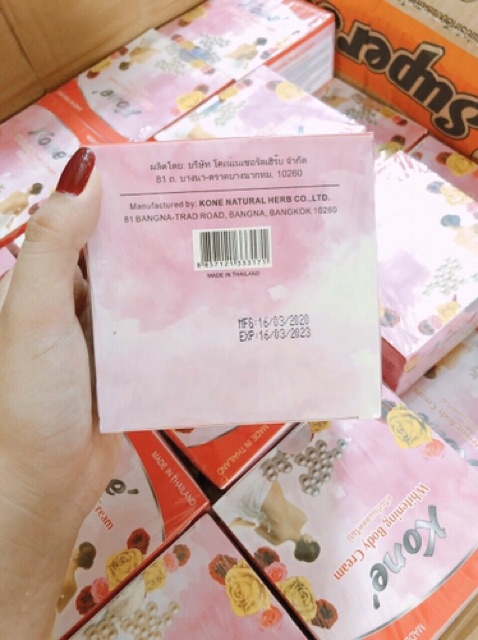 Super
ผลิตโดย: บริษัท โคเนเนเชอรัลเฮิร์บ จำกัด
81 ถ. บางนา-ตราดบางนากทม. 10260
Manufactured by: KONE NATURAL HERB CO.,LTD.
81 BANGNA-TRAD ROAD, BANGNA, BANGKOK 10260
MADE IN THAILAND
MFG:16/03/2020
EXP:16/03/2023
MADE IN THAILAND
MADE IN
Kone'
Whitening Body Cream